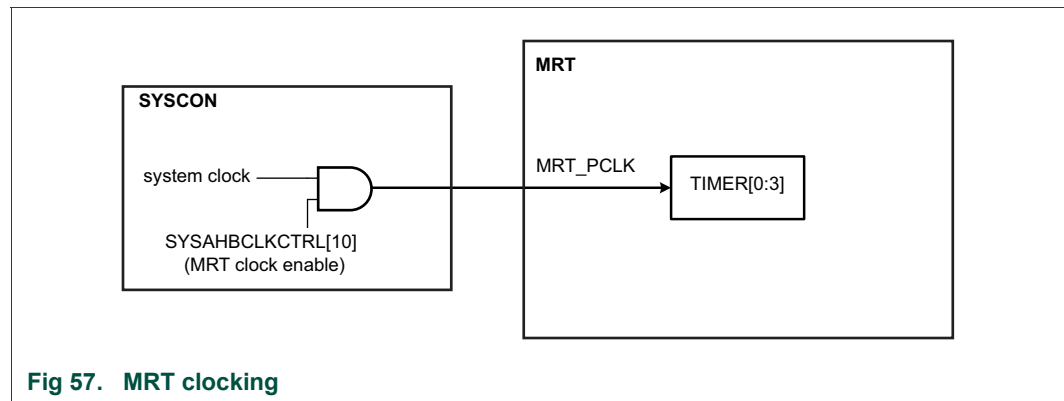 SYSCON
system clock
SYSAHBCLKCTRL[10]
(MRT clock enable)
MRT
MRT_PCLK
TIMER[0:3]
Fig 57. MRT clocking